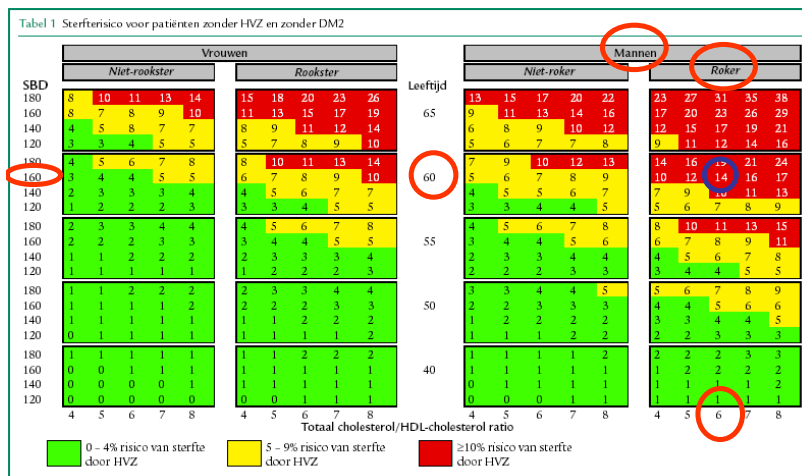 Tabel 1 Sterfterisico voor patiënten zonder HVZ en zonder DM2
Vrouwen Mannen
Niet-rookster Rookster Niet-roker Roker
SBD Leeftijd
180 8 10 11 13 14 15 18 20 23 26 13 15 17 20 22 23 27 31 35 38
160 7 8 9 10 11 13 15 17 19 65 9 11 13 14 16 17 20 23 26 29
140 4 5 7 7 8 9 11 12 14 6 8 9 10 12 12 15 17 19 21
120 3 3 4 5 5 5 7 8 9 10 5 6 7 7 8 9 11 12 14 16
180 4 5 6 7 8 8 10 11 13 14 7 9 10 12 13 14 16 19 21 24
160 3 4 4 5 5 6 7 8 9 10 60 5 6 7 8 9 10 12 14 16 17
140 2 3 3 3 4 4 5 6 7 7 4 5 5 6 7 7 9 10 11 13
120 1 2 2 2 3 3 3 4 5 5 3 3 4 4 5 5 6 7 8 9
180 2 3 3 4 4 4 5 6 7 8 4 5 6 7 8 8 10 11 13 15
160 2 2 2 3 3 3 4 4 5 5 55 3 4 4 5 6 6 7 8 9 11
140 1 1 2 2 2 2 3 3 3 4 2 3 3 4 4 4 5 6 7 8
120 1 1 1 1 2 1 2 2 2 3 2 2 2 3 3 3 4 4 5 5
180 1 1 2 2 2 2 3 3 4 4 3 3 4 4 5 5 6 7 8 9
160 1 1 1 1 2 2 2 2 3 3 50 2 2 3 3 3 4 4 5 6 6
140 1 1 1 1 1 1 1 2 2 2 1 2 2 2 2 3 3 4 4 5
120 0 1 1 1 1 1 1 1 1 2 1 1 1 2 2 2 2 3 3 3
180 1 1 1 1 1 1 1 2 2 2 1 1 1 1 2 2 2 2 3 3
160 0 0 1 1 1 1 1 1 1 1 40 1 1 1 1 1 1 1 2 2 2
140 0 0 0 0 1 0 1 1 1 1 0 1 1 1 1 1 1 1 1 2
120 0 0 0 0 0 0 0 1 1 1 0 0 1 1 1 1 1 1 1 1
4 5 6 7 8 4 5 6 7 8 4 5 6 7 8 4 5 6 7 8
Totaal cholesterol/HDL-cholesterol ratio
0 – 4% risico van sterfte door HVZ
5 – 9% risico van sterfte door HVZ
≥10% risico van sterfte door HVZ